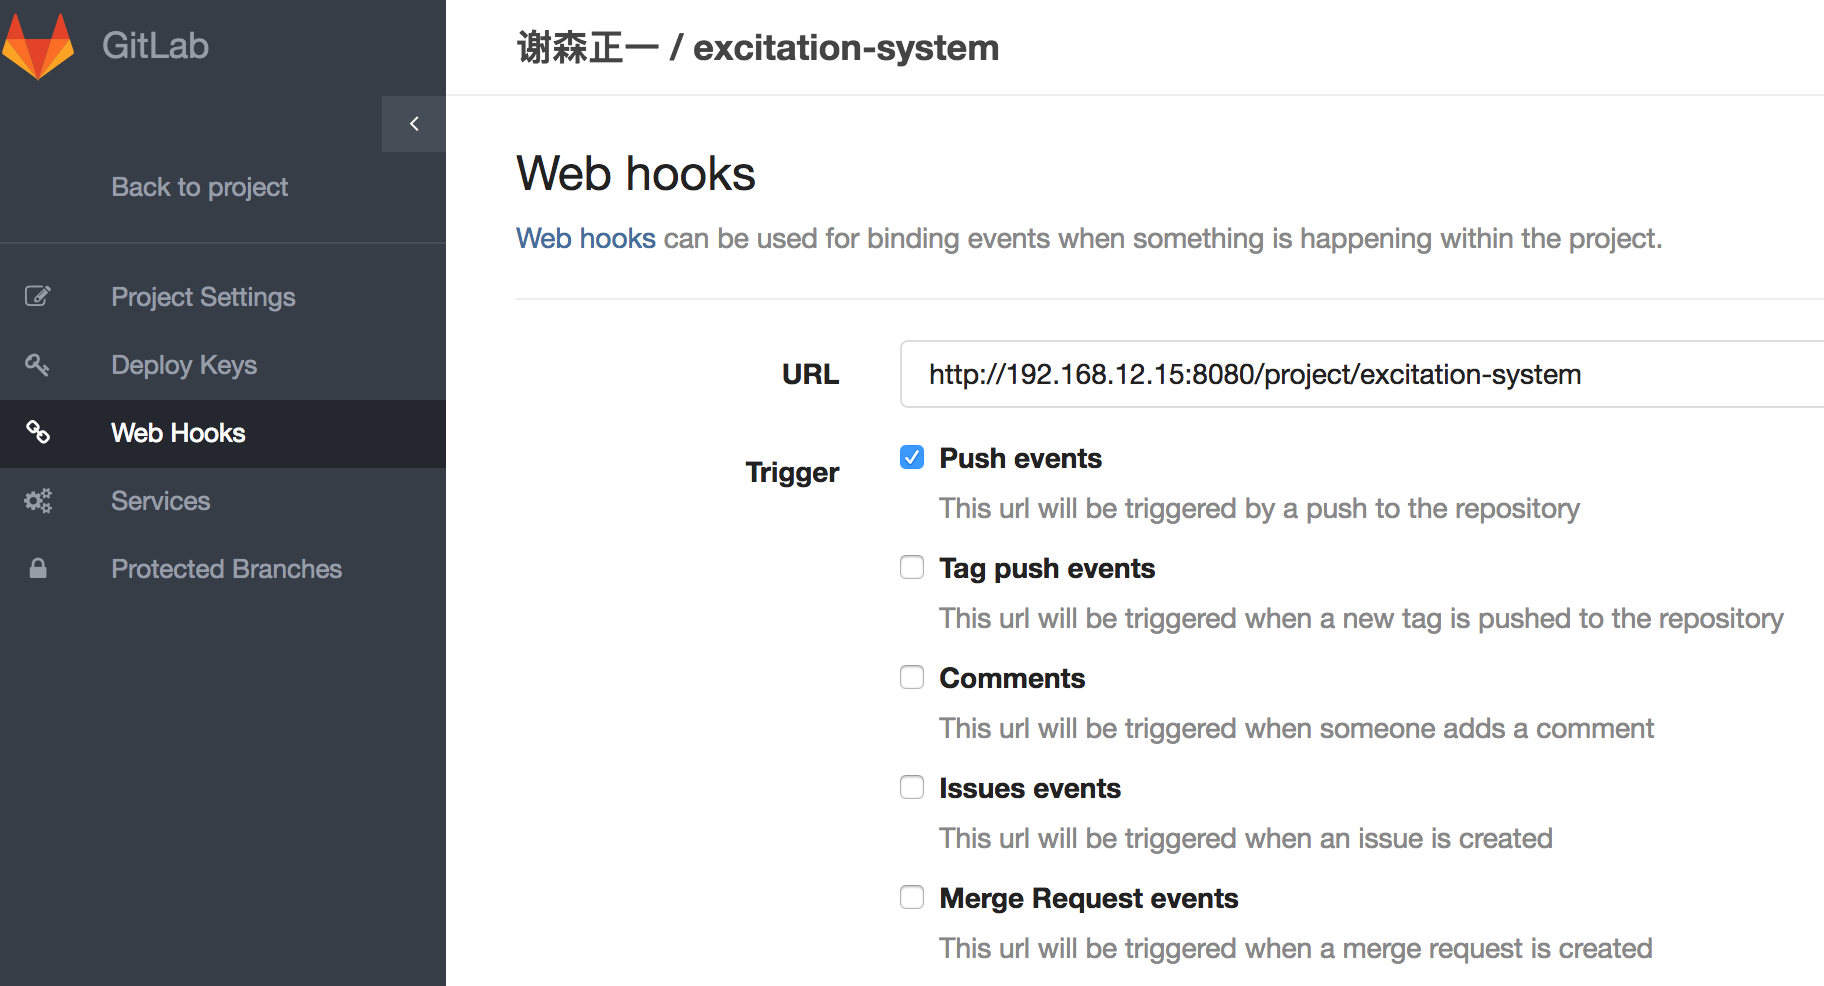 GitLab
Back to project
Project Settings
Deploy Keys
Web Hooks
Services
Protected Branches
谢森正一 / excitation-system
Web hooks
Web hooks can be used for binding events when something is happening within the project.
URL
http://192.168.12.15:8080/project/excitation-system
Trigger
Push events
This url will be triggered by a push to the repository
Tag push events
This url will be triggered when a new tag is pushed to the repository
Comments
This url will be triggered when someone adds a comment
Issues events
This url will be triggered when an issue is created
Merge Request events
This url will be triggered when a merge request is created